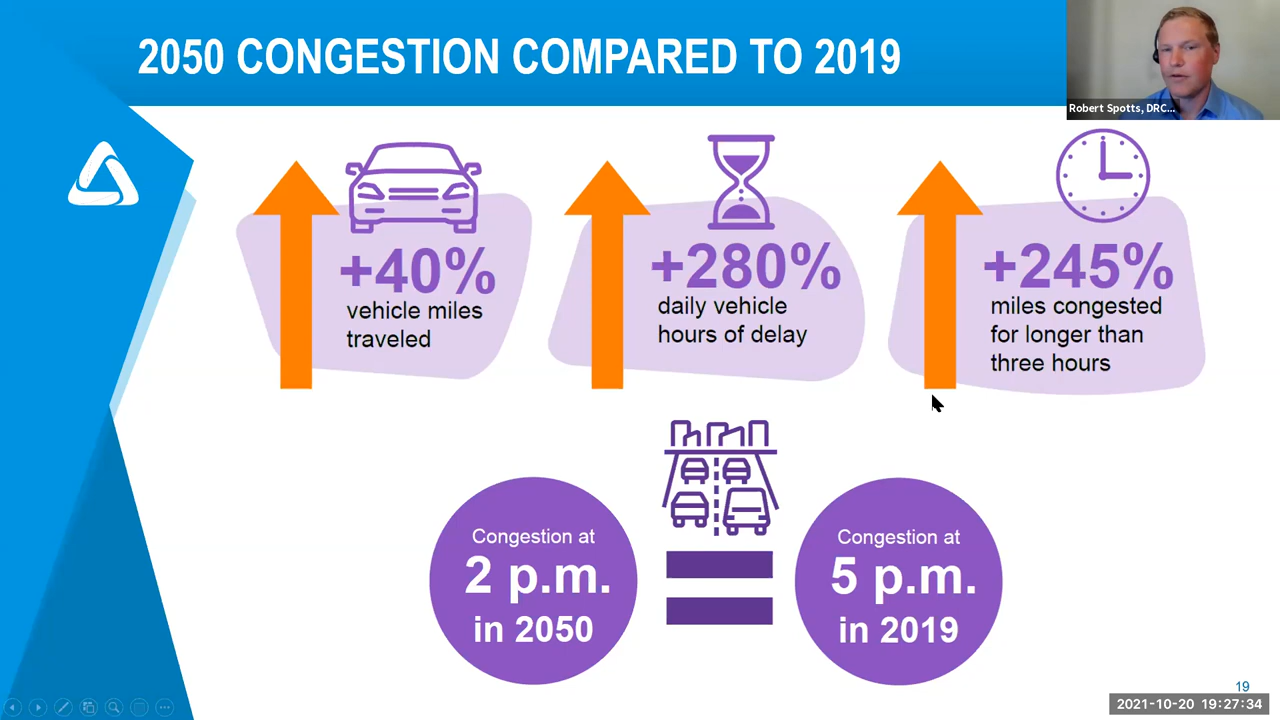 2050 CONGESTION COMPARED TO 2019
Robert Spotts, DRC...
+40%
vehicle miles
traveled
+280%
daily vehicle
hours of delay
+245%
miles congested
for longer than
three hours
Congestion at
2 p.m.
in 2050
Congestion at
5 p.m.
in 2019
19
2021-10-20 19:27:34